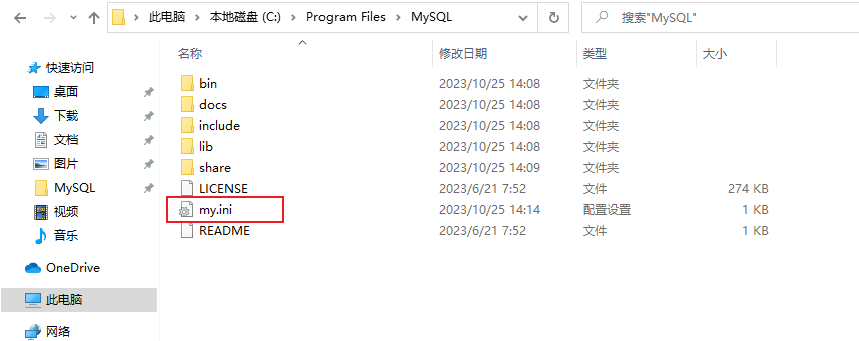 此电脑 › 本地磁盘 (C:) › Program Files › MySQL
搜索"MySQL"
名称 修改日期 类型 大小
快速访问
桌面
下载
文档
图片
MySQL
视频
音乐
OneDrive
此电脑
网络
bin 2023/10/25 14:08 文件夹
docs 2023/10/25 14:08 文件夹
include 2023/10/25 14:08 文件夹
lib 2023/10/25 14:08 文件夹
share 2023/10/25 14:09 文件夹
LICENSE 2023/6/21 7:52 文件 274 KB
my.ini 2023/10/25 14:14 配置设置 1 KB
README 2023/6/21 7:52 文件 1 KB